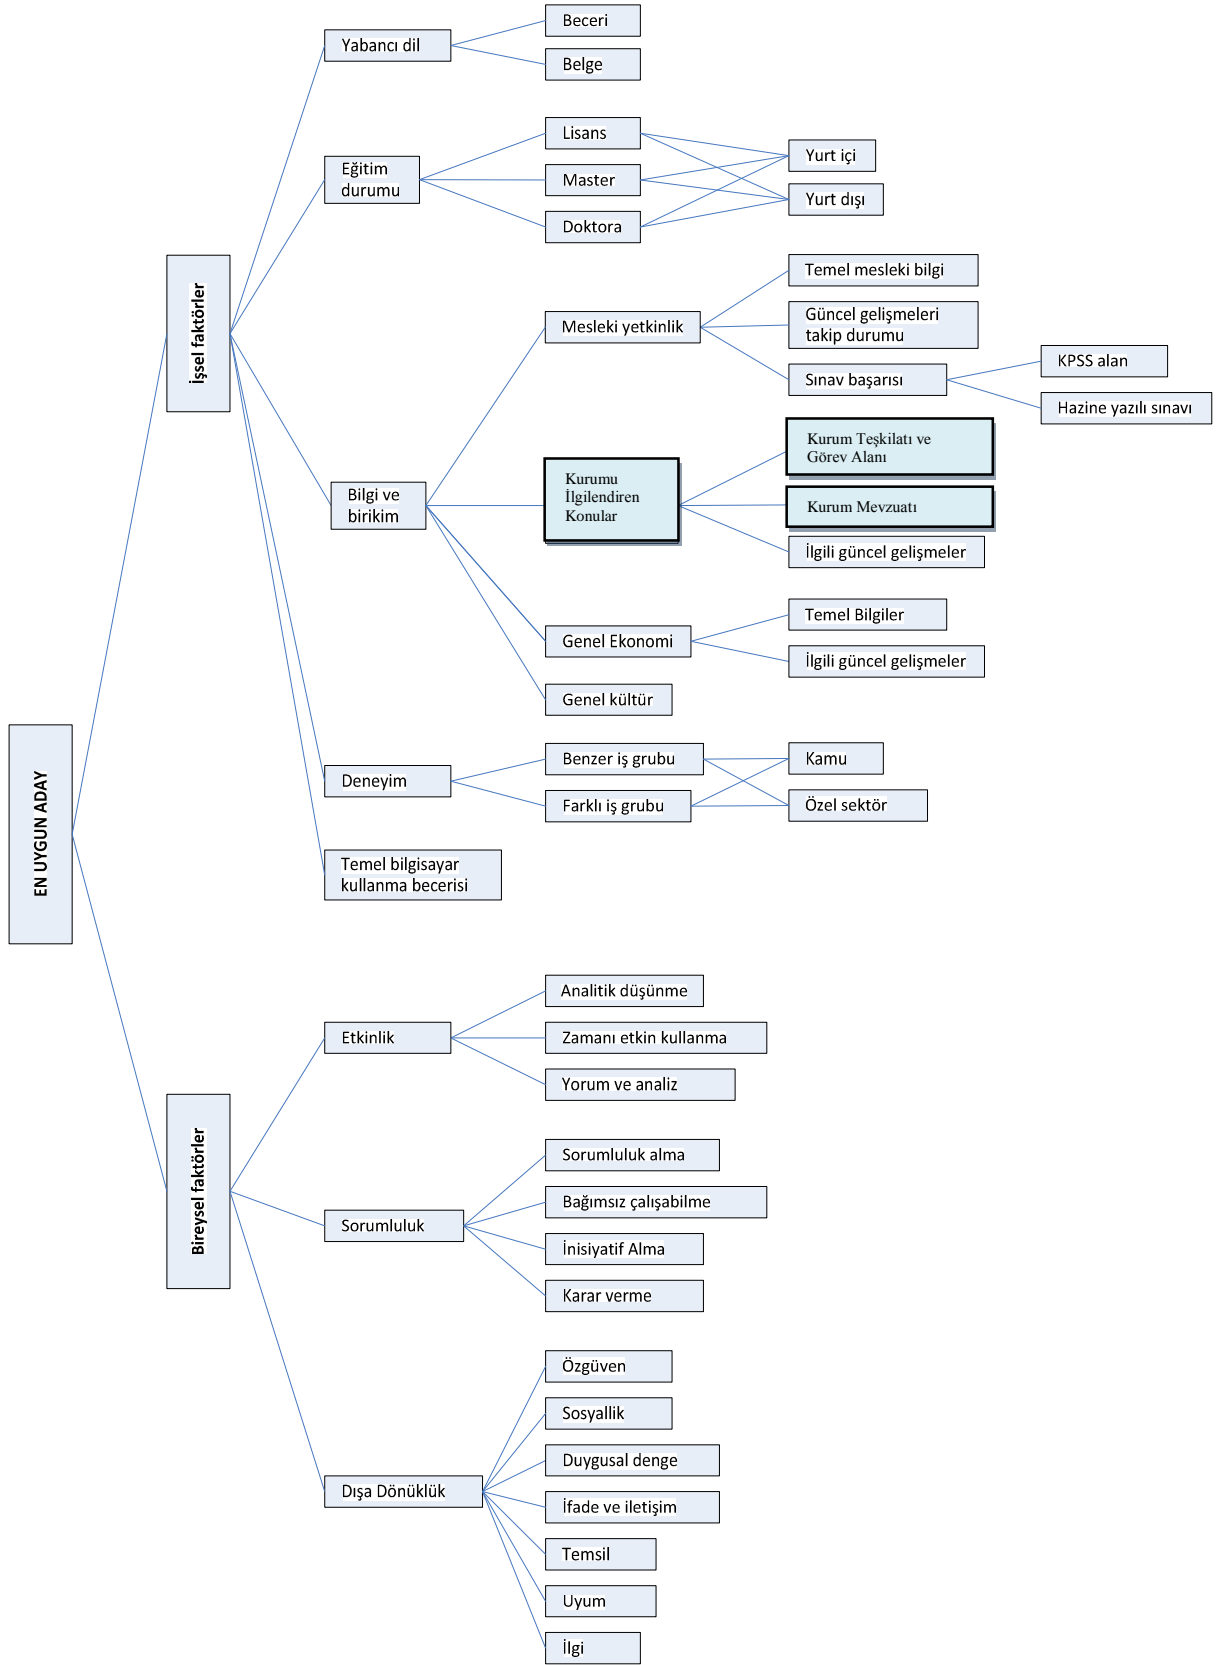 EN UYGUN ADAY
İşsel faktörler
Yabancı dil
Beceri
Belge
Eğitim
durumu
Lisans
Master
Doktora
Yurt içi
Yurt dışı
Bilgi ve
birikim
Mesleki yetkinlik
Temel mesleki bilgi
Güncel gelişmeleri
takip durumu
Sınav başarısı
KPSS alan
Hazine yazılı sınavı
Kurumu
İlgilendiren
Konular
Kurum Teşkilatı ve
Görev Alanı
Kurum Mevzuatı
İlgili güncel gelişmeler
Genel Ekonomi
Temel Bilgiler
İlgili güncel gelişmeler
Genel kültür
Deneyim
Benzer iş grubu
Farklı iş grubu
Kamu
Özel sektör
Temel bilgisayar
kullanma becerisi
Bireysel faktörler
Etkinlik
Analitik düşünme
Zamanı etkin kullanma
Yorum ve analiz
Sorumluluk
Sorumluluk alma
Bağımsız çalışabilme
İnisiyatif Alma
Karar verme
Dışa Dönüklük
Özgüven
Sosyallik
Duygusal denge
İfade ve iletişim
Temsil
Uyum
İlgi